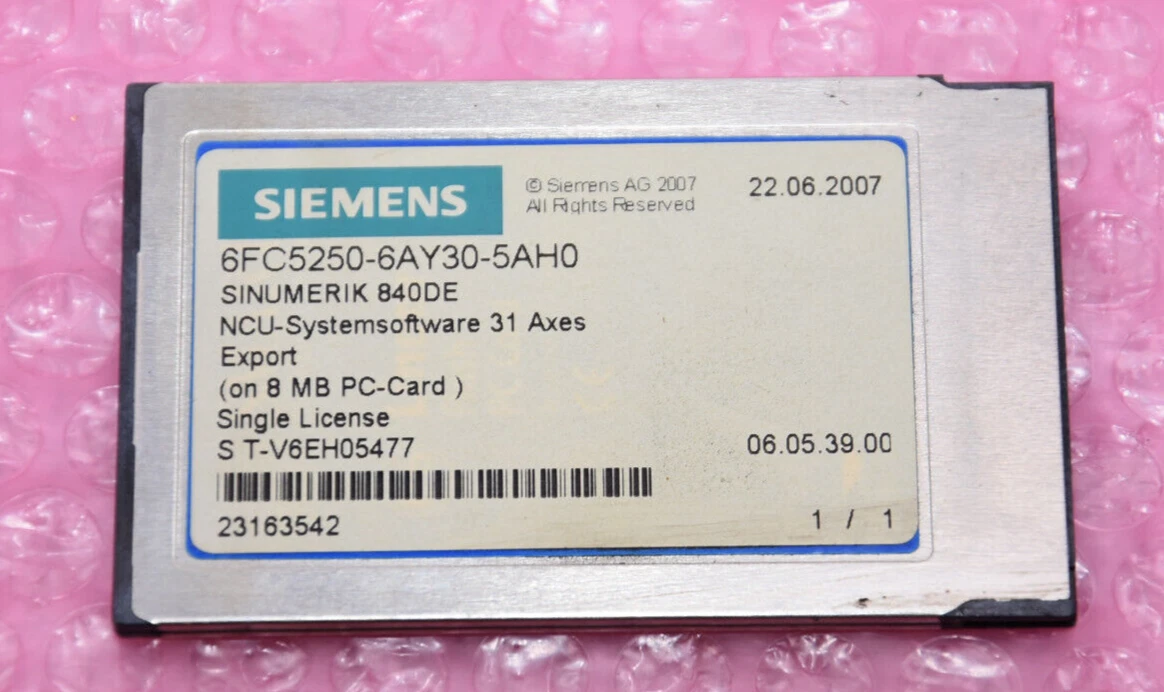 SIEMENS
© Siemens AG 2007
All Rights Reserved
22.06.2007
6FC5250-6AY30-5AH0
SINUMERIK 840DE
NCU-Systemsoftware 31 Axes
Export
(on 8 MB PC-Card )
Single License
S T-V6EH05477
06.05.39.00
23163542
1 / 1